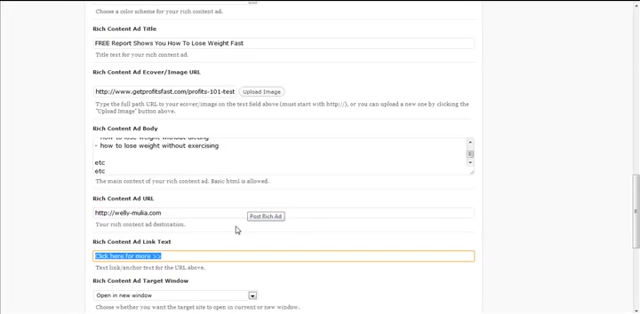 Choose a color scheme for your rich content ad.
Rich Content Ad Title
FREE Report Shows You How To Lose Weight Fast
Title text for your rich content ad.
Rich Content Ad Ecover/Image URL
http://www.getprofitsfast.com/profits-101-test
Upload Image
Type the full path URL to your ecover/image on the text field above (must start with http://), or you can upload a new one by clicking the
"Upload Image" button above.
Rich Content Ad Body
- how to lose weight without dieting
- how to lose weight without exercising
etc
etc
The main content of your rich content ad. Basic html is allowed.
Rich Content Ad URL
http://welly-mulia.com
Post Rich Ad
Your rich content ad destination.
Rich Content Ad Link Text
Click here for more >>
Text link/anchor text for the URL above.
Rich Content Ad Target Window
Open in new window
Choose whether you want the target site to open in current or new window.